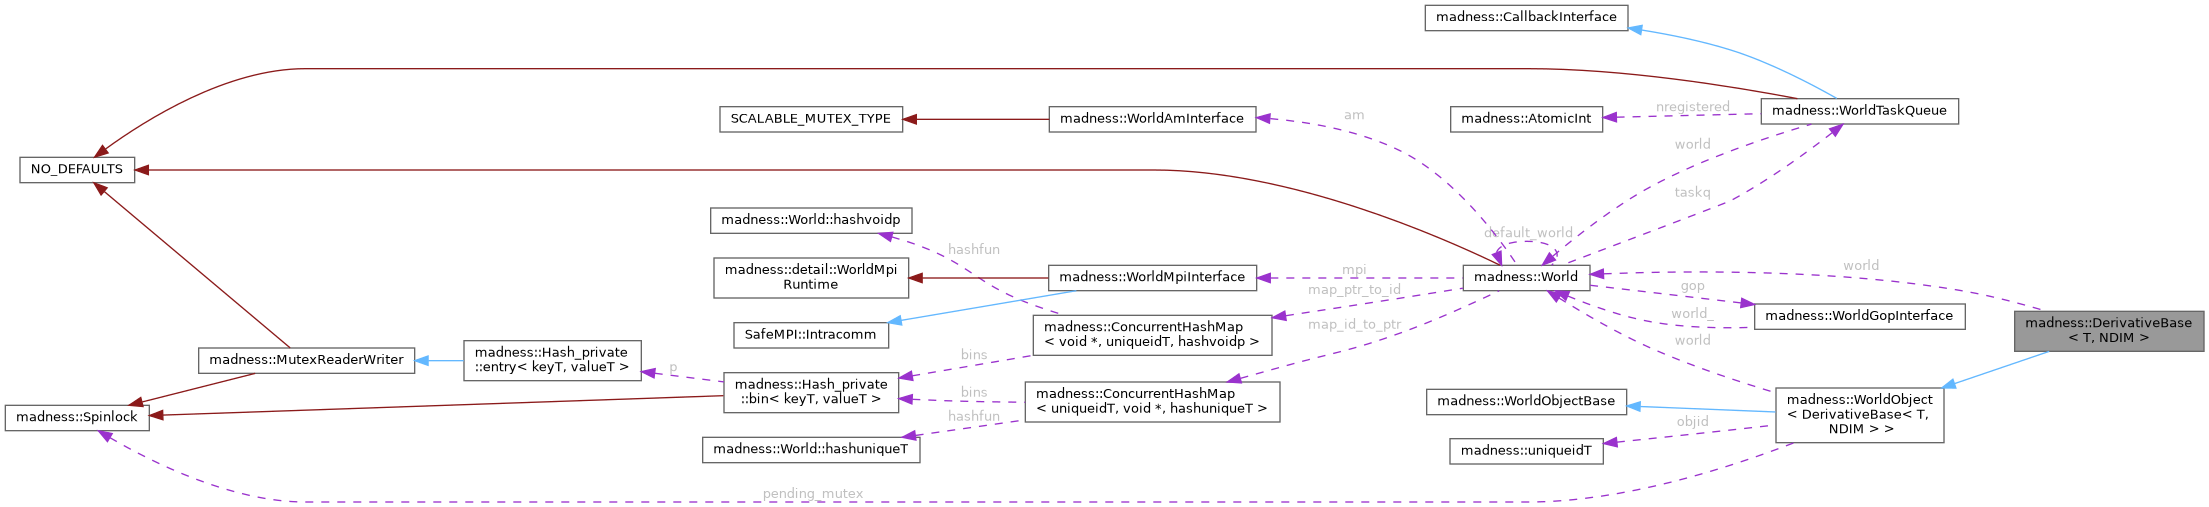 madness::CallbackInterface
madness::WorldTaskQueue
nregistered_
madness::AtomicInt
SCALABLE_MUTEX_TYPE
madness::WorldAmInterface
am
world
NO_DEFAULTS
taskq
madness::World::hashvoidp
default_world
hashfun
madness::detail::WorldMpi
Runtime
madness::WorldMpiInterface
mpi
madness::World
world
map_ptr_to_id
gop
SafeMPI::Intracomm
madness::ConcurrentHashMap
< void *, uniqueidT, hashvoidp >
map_id_to_ptr
world_
madness::WorldGopInterface
madness::DerivativeBase
< T, NDIM >
world
madness::MutexReaderWriter
madness::Hash_private
::entry< keyT, valueT >
p
bins
madness::Hash_private
::bin< keyT, valueT >
bins
madness::ConcurrentHashMap
< uniqueidT, void *, hashuniqueT >
madness::WorldObjectBase
madness::WorldObject
< DerivativeBase< T,
NDIM > >
madness::Spinlock
hashfun
objid
madness::World::hashuniqueT
madness::uniqueidT
pending_mutex